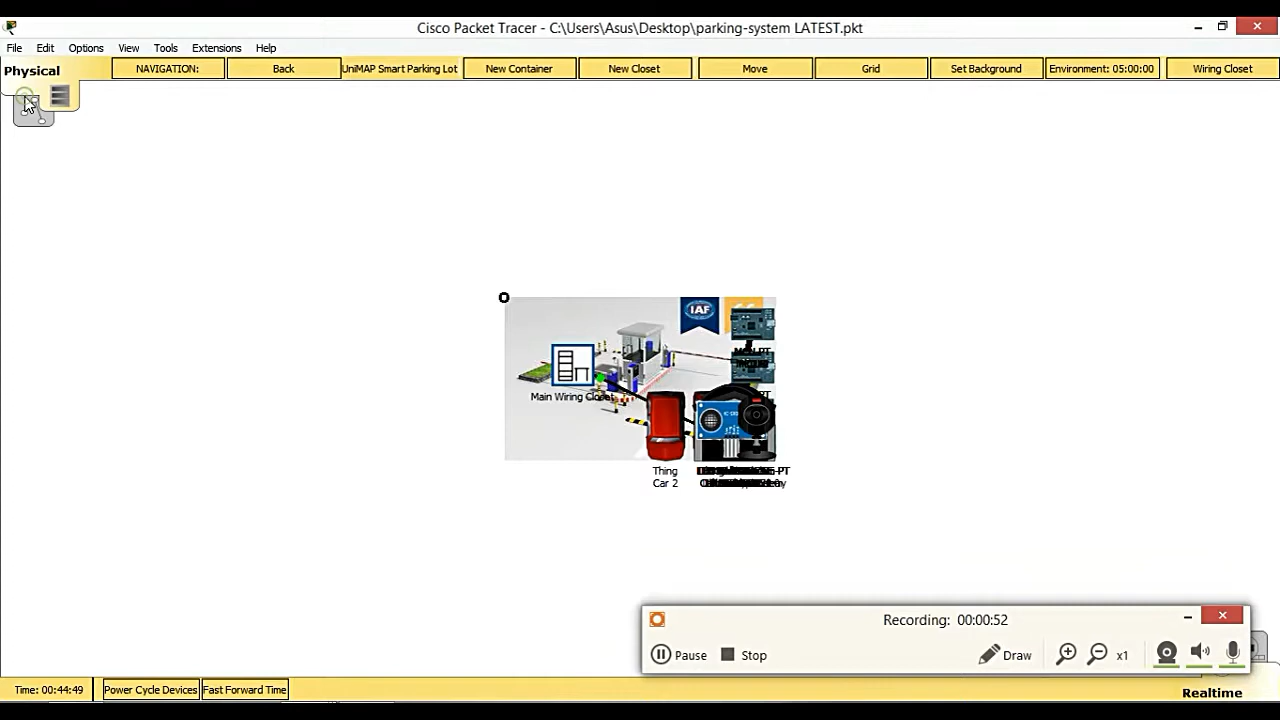 Cisco Packet Tracer - C:\Users\Asus\Desktop\parking-system LATEST.pkt
File Edit Options View Tools Extensions Help
Physical NAVIGATION: Back UniMAP Smart Parking Lot New Container New Closet Move Grid Set Background Environment: 05:00:00 Wiring Closet
IAF
Main Wiring Closet
Thing
Car 2
Recording: 00:00:52
Pause Stop Draw x1
Time: 00:44:49 Power Cycle Devices Fast Forward Time Realtime